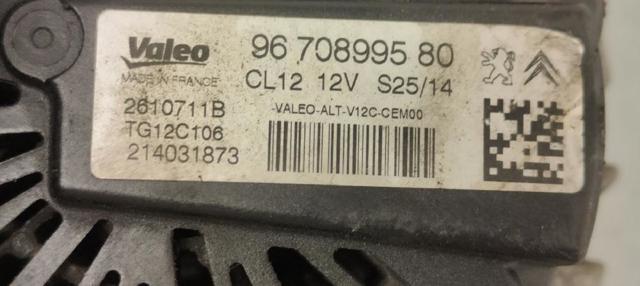 Valeo
96 708995 80
MADE IN FRANCE
CL12 12V S25/14
2610711B
-VALEO-ALT-V12C-CEM00
TG12C106
214031873